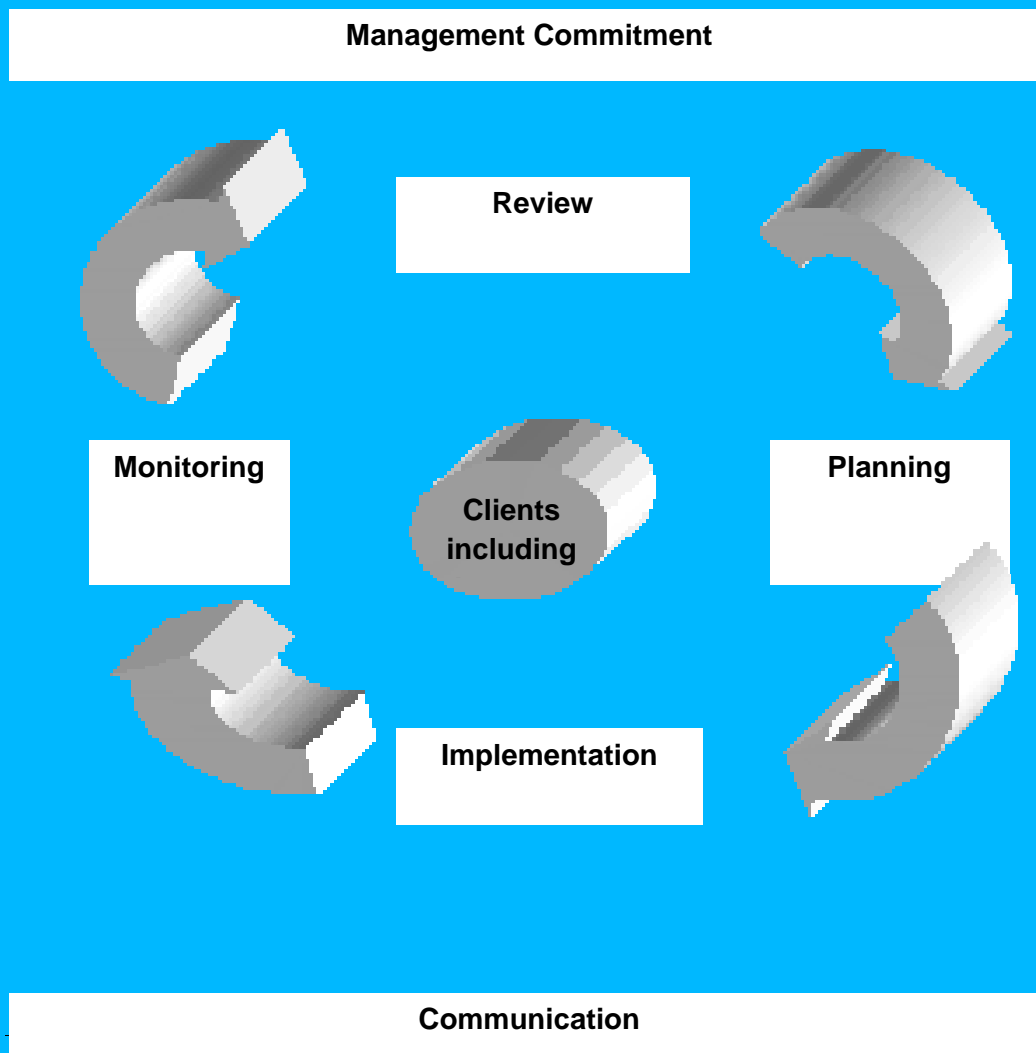 Management Commitment
Review
Monitoring
Clients
including
Planning
Implementation
Communication